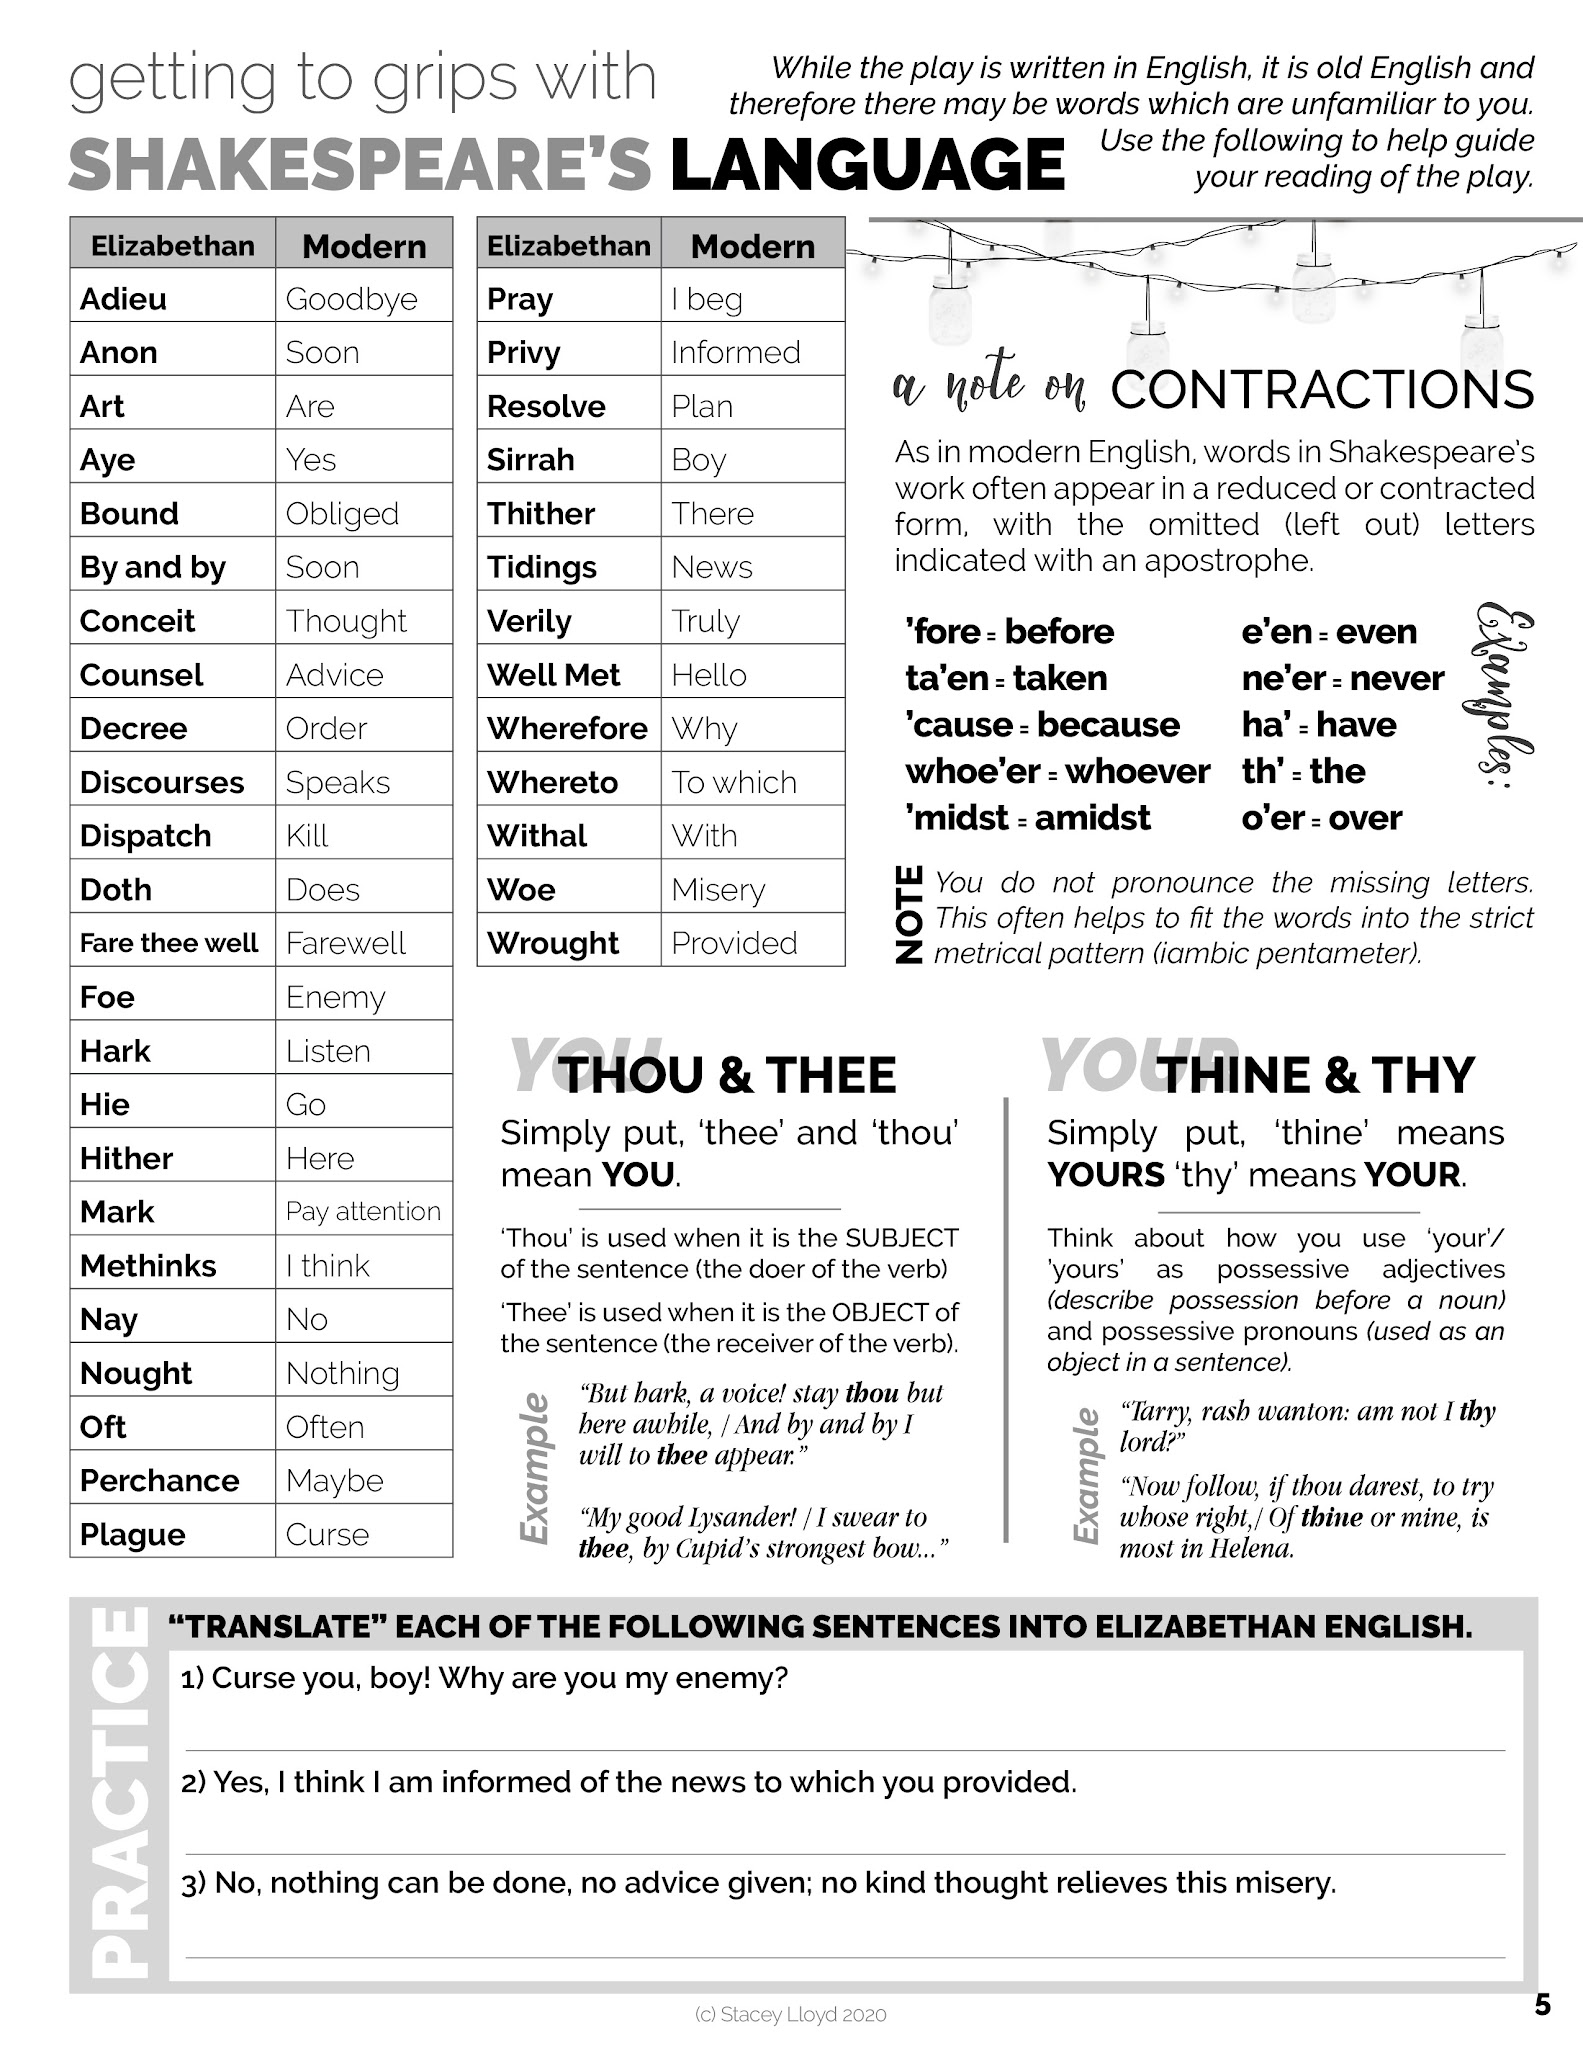 getting to grips with
SHAKESPEARE'S LANGUAGE
While the play is written in English, it is old English and
therefore there may be words which are unfamiliar to you.
Use the following to help guide
your reading of the play.
Elizabethan Modern
Adieu Goodbye
Anon Soon
Art Are
Aye Yes
Bound Obliged
By and by Soon
Conceit Thought
Counsel Advice
Decree Order
Discourses Speaks
Dispatch Kill
Doth Does
Fare thee well Farewell
Foe Enemy
Hark Listen
Hie Go
Hither Here
Mark Pay attention
Methinks I think
Nay No
Nought Nothing
Oft Often
Perchance Maybe
Plague Curse
Elizabethan Modern
Pray I beg
Privy Informed
Resolve Plan
Sirrah Boy
Thither There
Tidings News
Verily Truly
Well Met Hello
Wherefore Why
Whereto To which
Withal With
Woe Misery
Wrought Provided
a note on CONTRACTIONS
As in modern English, words in Shakespeare's
work often appear in a reduced or contracted
form, with the omitted (left out) letters
indicated with an apostrophe.
Examples:
'fore = before e'en = even
ta'en = taken ne'er = never
'cause = because ha' = have
whoe'er = whoever th' = the
'midst = amidst o'er = over
NOTE
You do not pronounce the missing letters.
This often helps to fit the words into the strict
metrical pattern (iambic pentameter).
YOU
THOU & THEE
Simply put, 'thee' and 'thou'
mean YOU.
'Thou' is used when it is the SUBJECT
of the sentence (the doer of the verb)
'Thee' is used when it is the OBJECT of
the sentence (the receiver of the verb).
Example
"But hark, a voice! stay thou but
here awhile, / And by and by I
will to thee appear."
"My good Lysander! / I swear to
thee, by Cupid's strongest bow..."
YOUR
THINE & THY
Simply put, 'thine' means
YOURS 'thy' means YOUR.
Think about how you use 'your'/
'yours' as possessive adjectives
(describe possession before a noun)
and possessive pronouns (used as an
object in a sentence).
Example
"Tarry, rash wanton: am not I thy
lord?"
"Now follow, if thou darest, to try
whose right,/ Of thine or mine, is
most in Helena.
PRACTICE
"TRANSLATE" EACH OF THE FOLLOWING SENTENCES INTO ELIZABETHAN ENGLISH.
1) Curse you, boy! Why are you my enemy?
2) Yes, I think I am informed of the news to which you provided.
3) No, nothing can be done, no advice given; no kind thought relieves this misery.
(c) Stacey Lloyd 2020
5